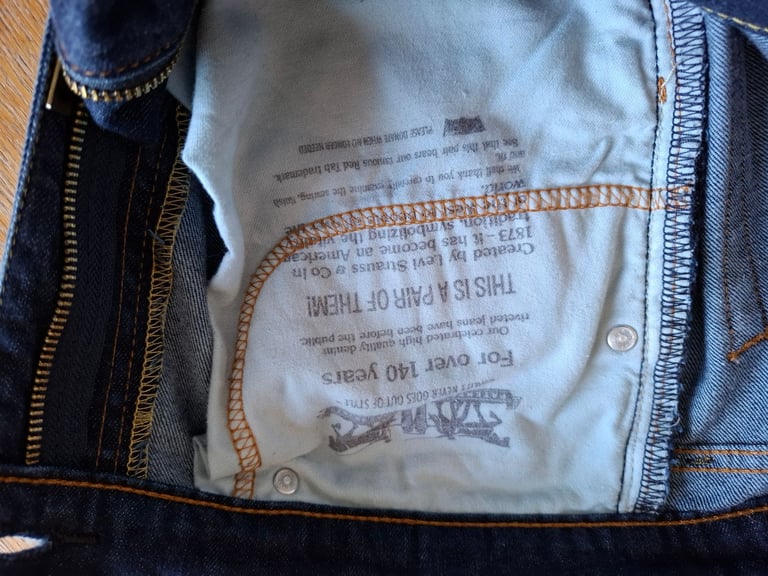 QUALITY NEVER GOES OUT OF STYLE
For over 140 years
Our celebrated high quality denim
riveted jeans have been before the public.
THIS IS A PAIR OF THEM!
Created by Levi Strauss & Co in
1873. It has become an American
tradition, symbolizing the
We shall thank you to carefully examine the sewing, finish
and fit.
See that this pair bears our famous Red Tab trademark.
PLEASE DONATE WHEN NO LONGER NEEDED